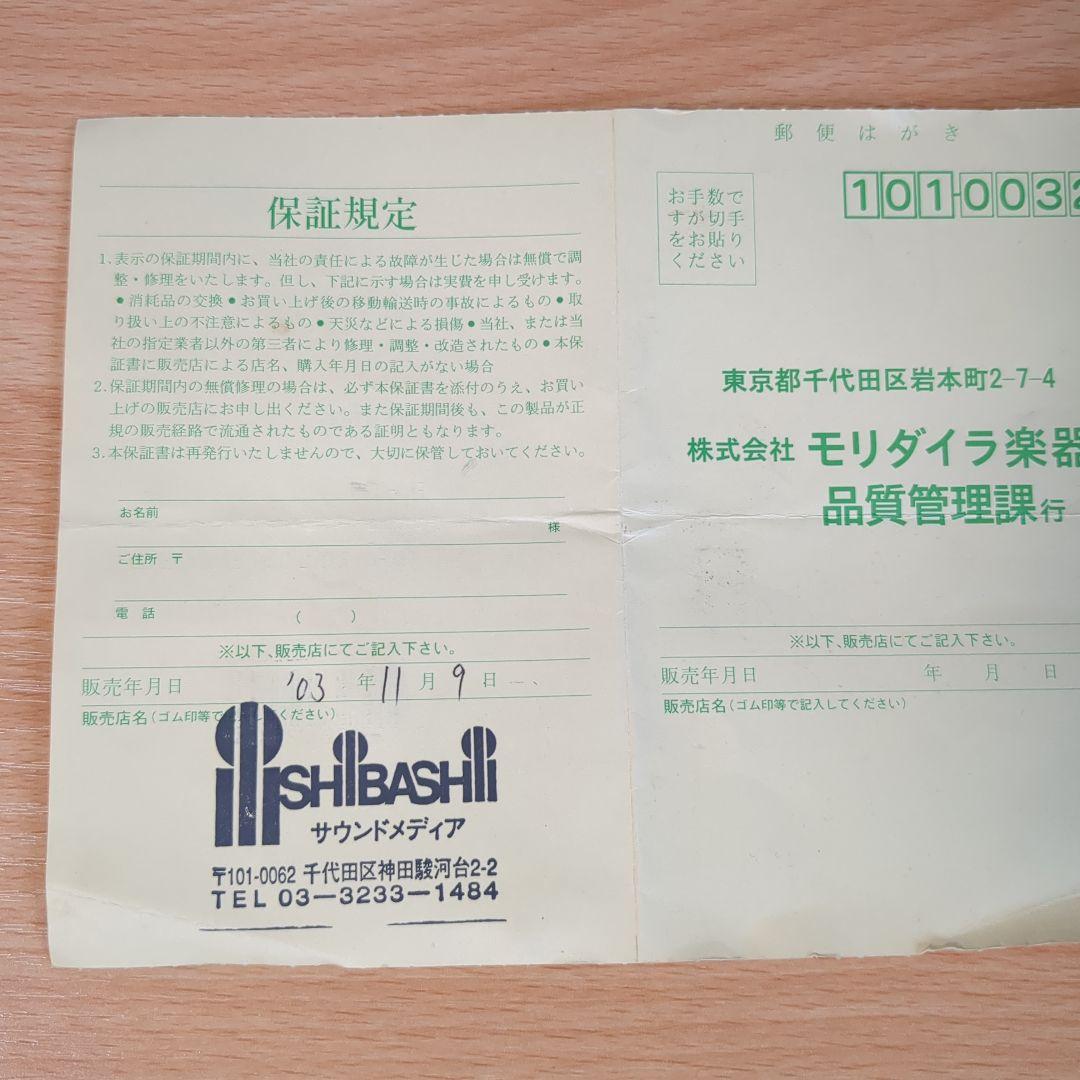 保証規定
1.表示の保証期間内に、当社の責任による故障が生じた場合は無償で調
整・修理をいたします。但し、下記に示す場合は実費を申し受けます。
●消耗品の交換●お買い上げ後の移動輸送時の事故によるもの●取
り扱い上の不注意によるもの●天災などによる損傷●当社、または当
社の指定業者以外の第三者により修理・調整・改造されたもの●本保
証書に販売店による店名、購入年月日の記入がない場合
2.保証期間内の無償修理の場合は、必ず本保証書を添付のうえ、お買い
上げの販売店にお申し出ください。また保証期間後も、この製品が正
規の販売経路で流通されたものである証明ともなります。
3.本保証書は再発行いたしませんので、大切に保管しておいてください。
お名前
様
ご住所 〒
電話 ( )
※以下、販売店にてご記入下さい。
販売年月日 '03 年 11 月 9 日
販売店名(ゴム印等で記入してください)
ISHIBASHI
サウンドメディア
〒101-0062 千代田区神田駿河台2-2
TEL 03-3233-1484
郵便はがき
お手数で
すが切手
をお貼り
ください
101-0032
東京都千代田区岩本町2-7-4
株式会社 モリダイラ楽器
品質管理課行
※以下、販売店にてご記入下さい。
販売年月日 年 月 日
販売店名(ゴム印等で記入してください)